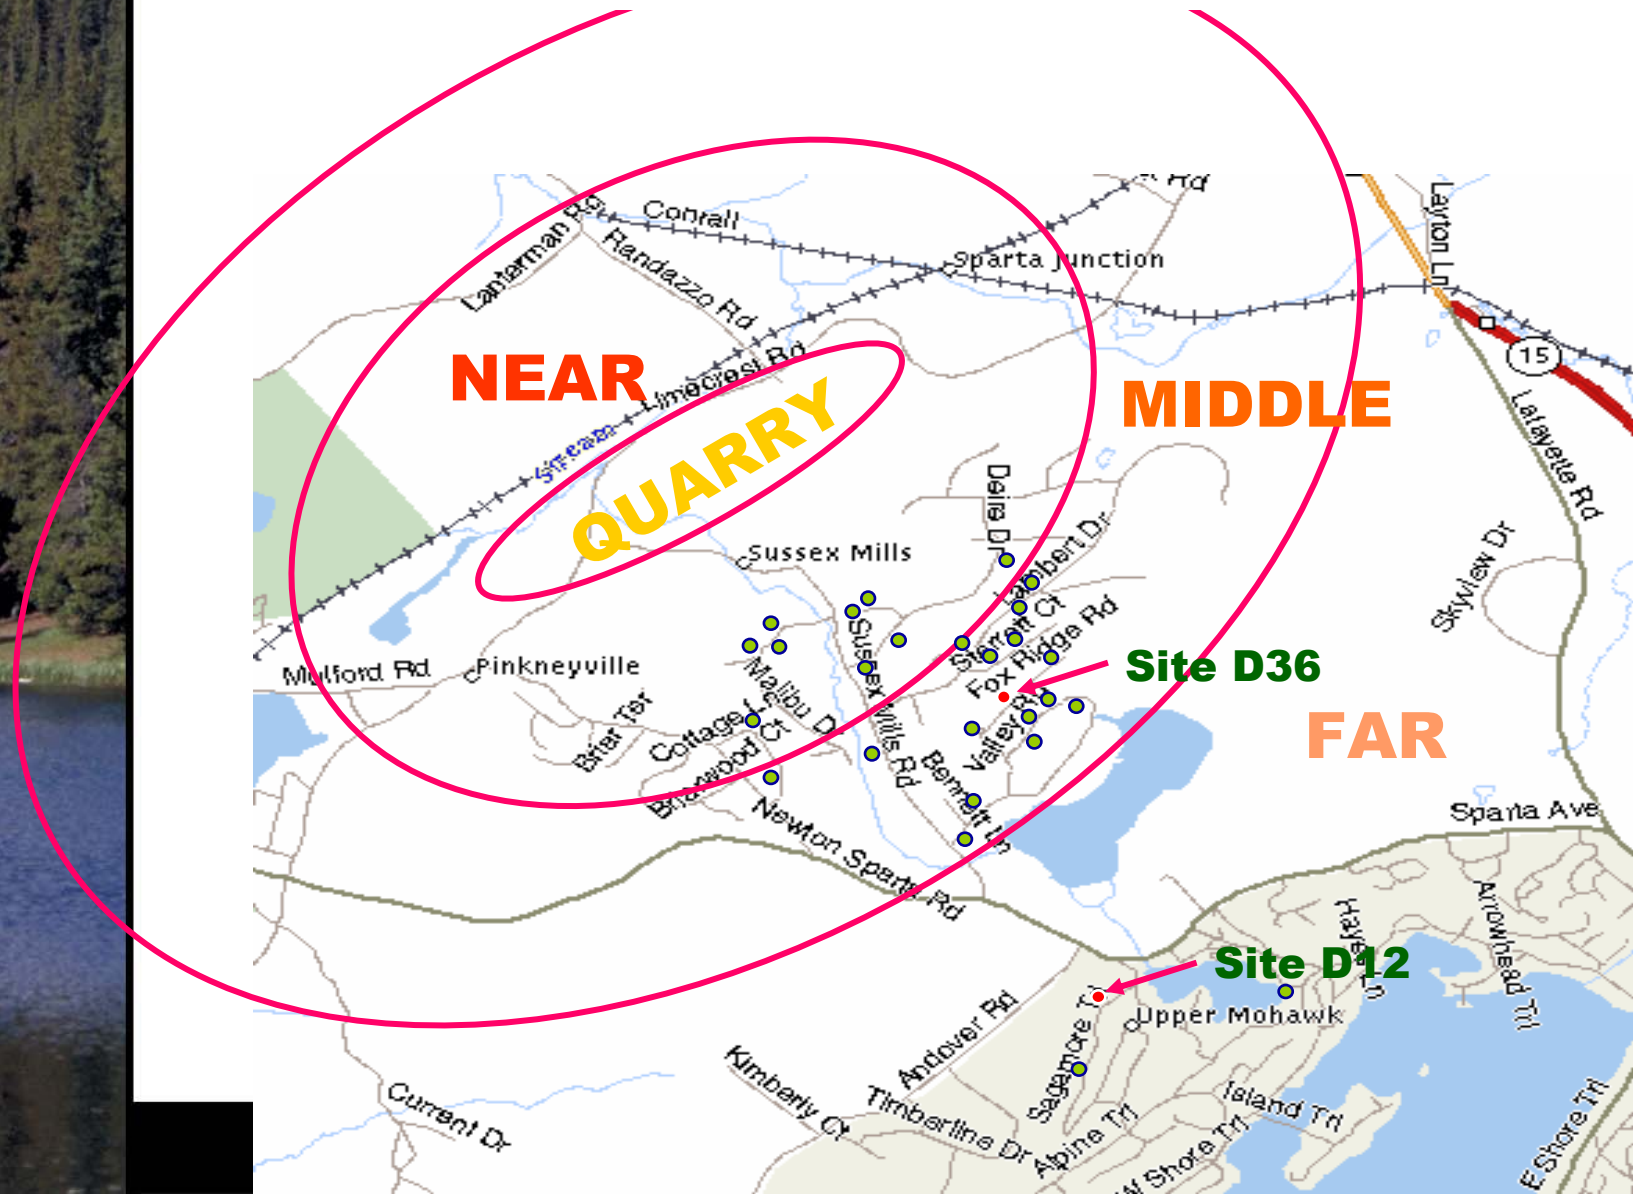 Rd
Conrail
Layton Ln
Lanterman Rd
Randazzo Rd
Sparta Junction
15
NEAR
Limecrest Rd
MIDDLE
Stream
QUARRY
Lafayette Rd
Daina Dr
Lambert Dr
Skyview Dr
Sussex Mills
Sterrett Ct
Fox Ridge Rd
Site D36
Mulford Rd
Pinkneyville
Sussex Mills Rd
Malibu Dr
Brier Ter
Cottage L
Valley Rd
FAR
Briarwood Ct
Bennett Ln
Newton Sparta Rd
Sparta Ave
Hayes Ln
Arrowhead Trl
Site D12
Sagamore Trl
Upper Mohawk
Andover Rd
Kimberly Ct
Current Dr
Timberline Dr
Alpine Trl
Island Trl
W Shore Trl
E Shore Trl